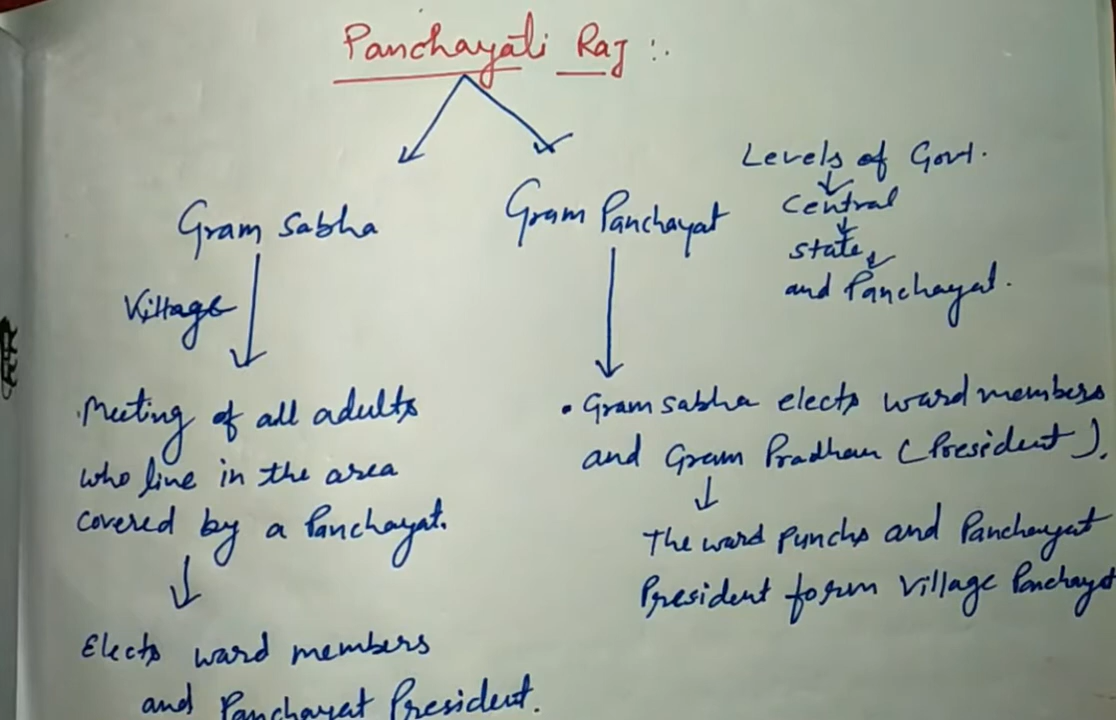 Panchayati Raj :.
Gram Sabha
Village
Meeting of all adults
who line in the area
covered by a Panchayat.
Elects ward members
and Panchayat President.
Gram Panchayat
• Gram sabha elects ward members
and Gram Pradhan (President).
The ward Punchs and Panchayat
President form Village Panchayat
Levels of Govt.
Central
State
and Panchayat.